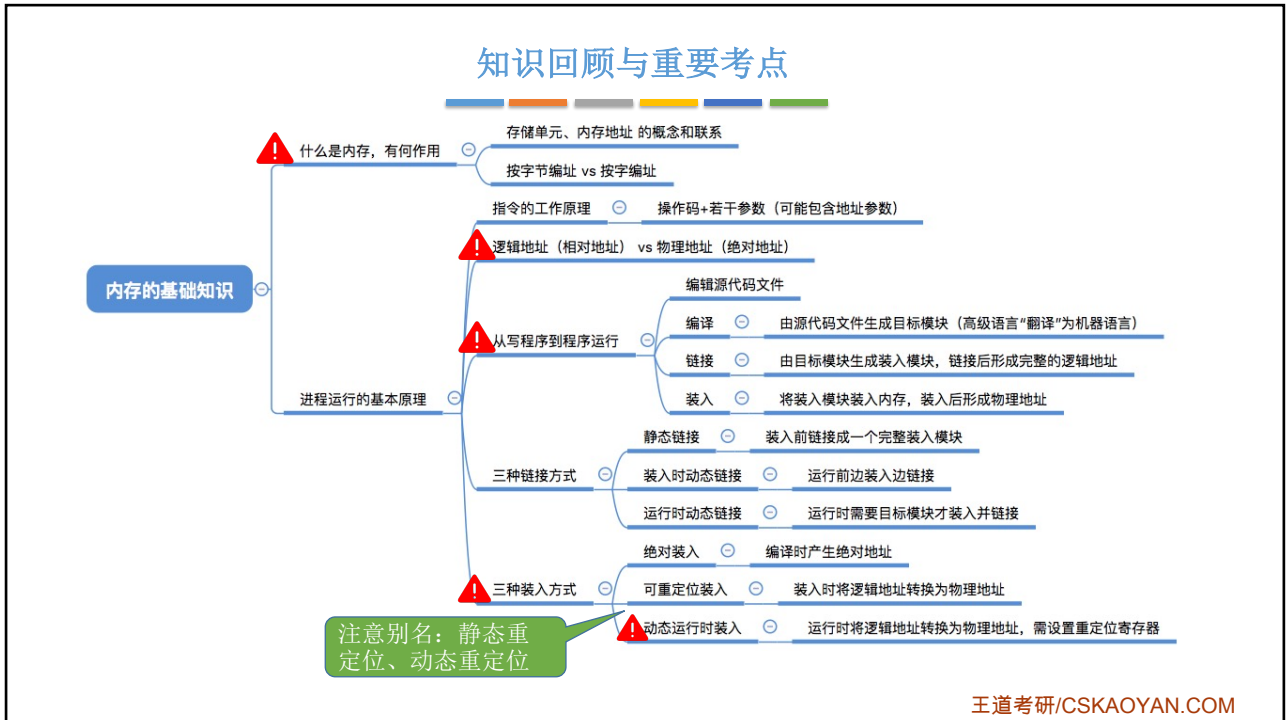 知识回顾与重要考点
内存的基础知识
什么是内存，有何作用
存储单元、内存地址 的概念和联系
按字节编址 vs 按字编址
进程运行的基本原理
指令的工作原理
操作码+若干参数（可能包含地址参数）
逻辑地址（相对地址） vs 物理地址（绝对地址）
从写程序到程序运行
编辑源代码文件
编译
由源代码文件生成目标模块（高级语言“翻译”为机器语言）
链接
由目标模块生成装入模块，链接后形成完整的逻辑地址
装入
将装入模块装入内存，装入后形成物理地址
三种链接方式
静态链接
装入前链接成一个完整装入模块
装入时动态链接
运行前边装入边链接
运行时动态链接
运行时需要目标模块才装入并链接
三种装入方式
绝对装入
编译时产生绝对地址
可重定位装入
装入时将逻辑地址转换为物理地址
动态运行时装入
运行时将逻辑地址转换为物理地址，需设置重定位寄存器
注意别名：静态重
定位、动态重定位
王道考研/CSKAOYAN.COM